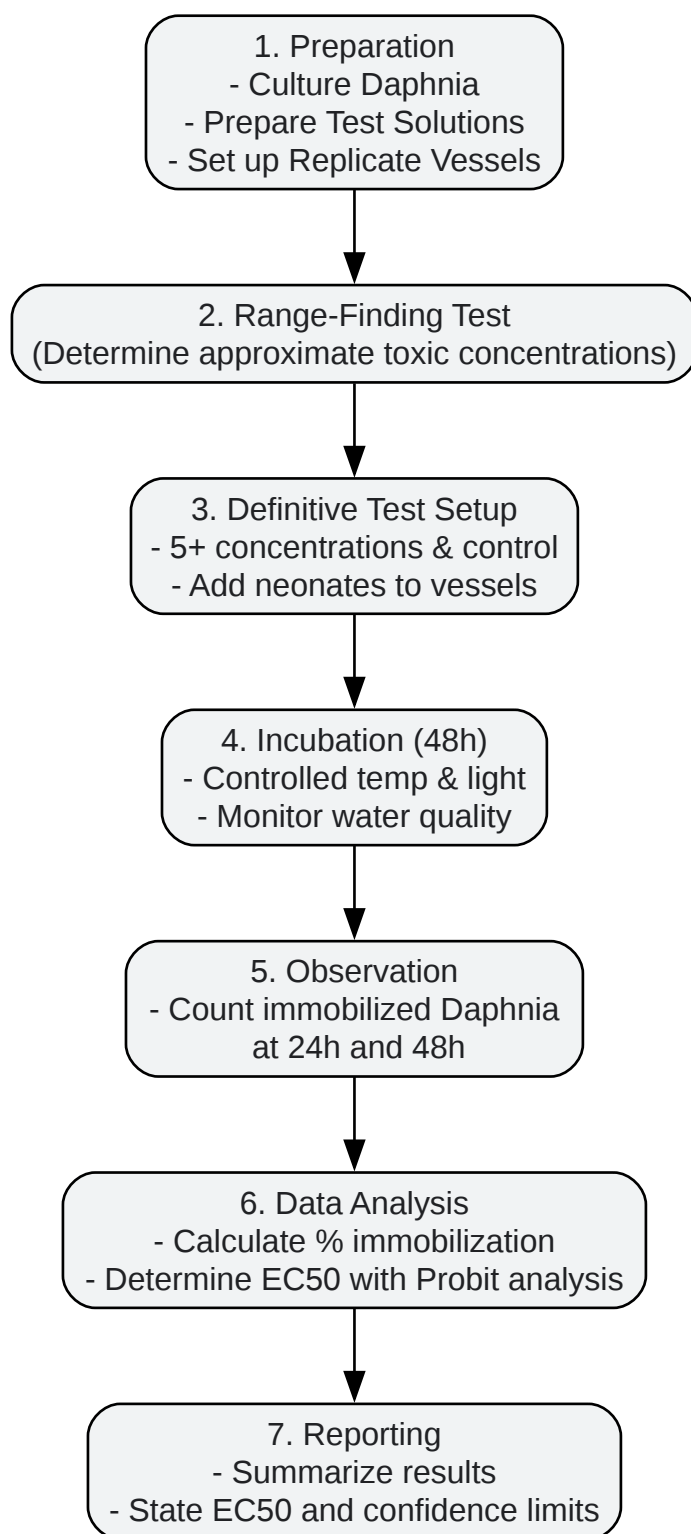 1. Preparation
- Culture Daphnia
- Prepare Test Solutions
- Set up Replicate Vessels
2. Range-Finding Test
(Determine approximate toxic concentrations)
3. Definitive Test Setup
- 5+ concentrations & control
- Add neonates to vessels
4. Incubation (48h)
- Controlled temp & light
- Monitor water quality
5. Observation
- Count immobilized Daphnia
at 24h and 48h
6. Data Analysis
- Calculate % immobilization
- Determine EC50 with Probit analysis
7. Reporting
- Summarize results
- State EC50 and confidence limits